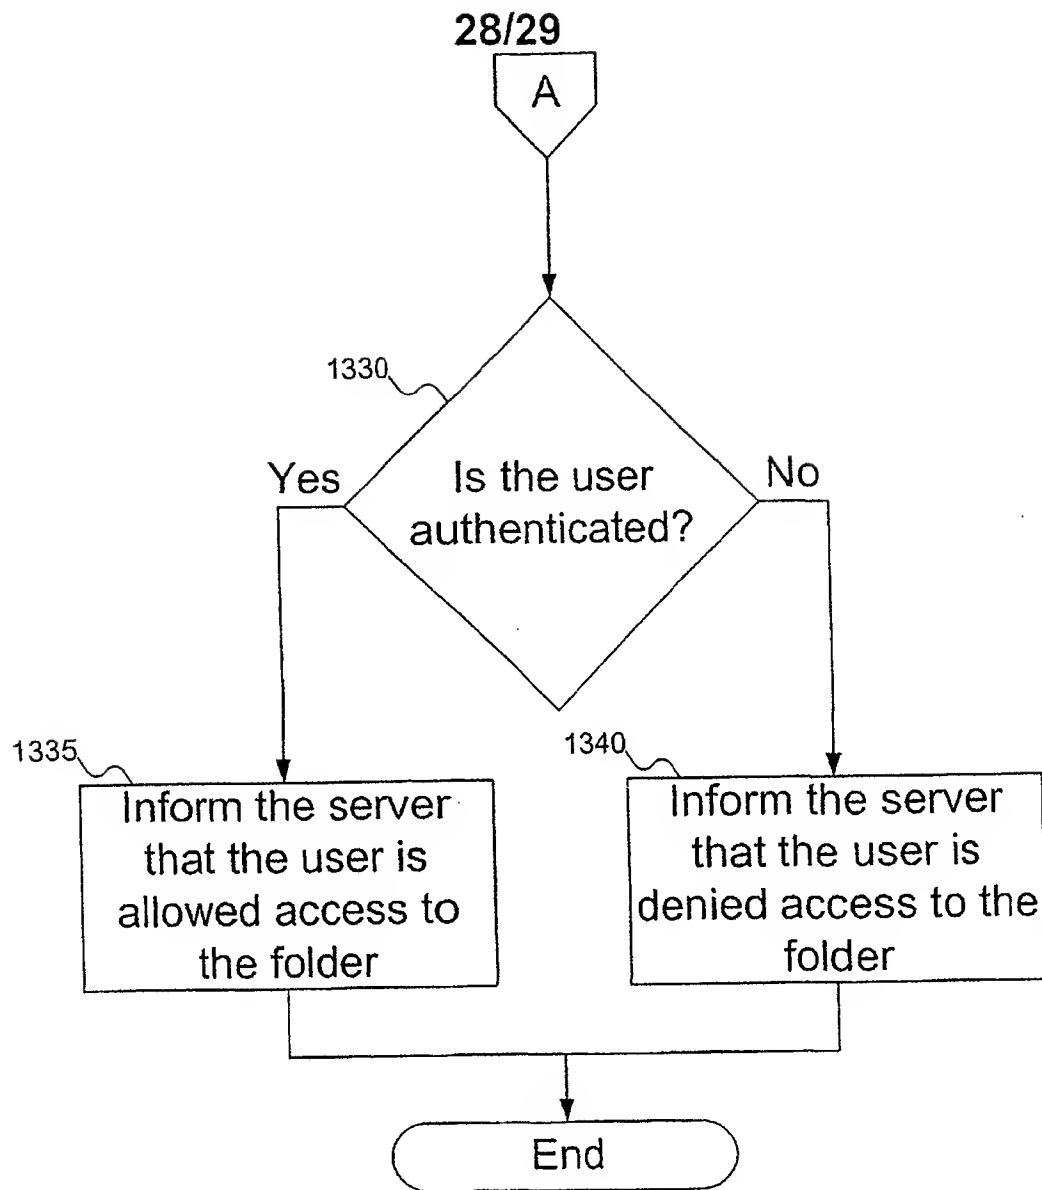 28/29
A
1330
Yes
Is the user
authenticated?
No
1335
Inform the server
that the user is
allowed access to
the folder
1340
Inform the server
that the user is
denied access to the
folder
End